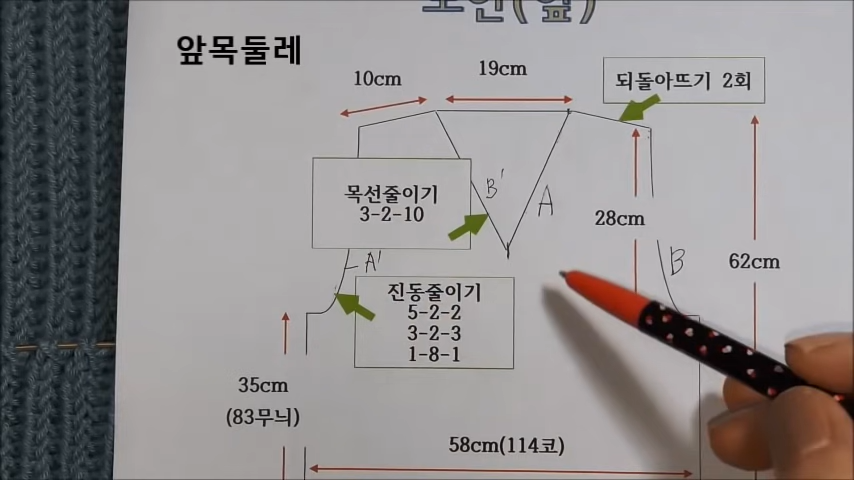 앞목둘레
10cm
19cm
되돌아뜨기 2회
목선줄이기
3-2-10
B'
A
28cm
62cm
A'
B
진동줄이기
5-2-2
3-2-3
1-8-1
35cm
(83무늬)
58cm(114코)